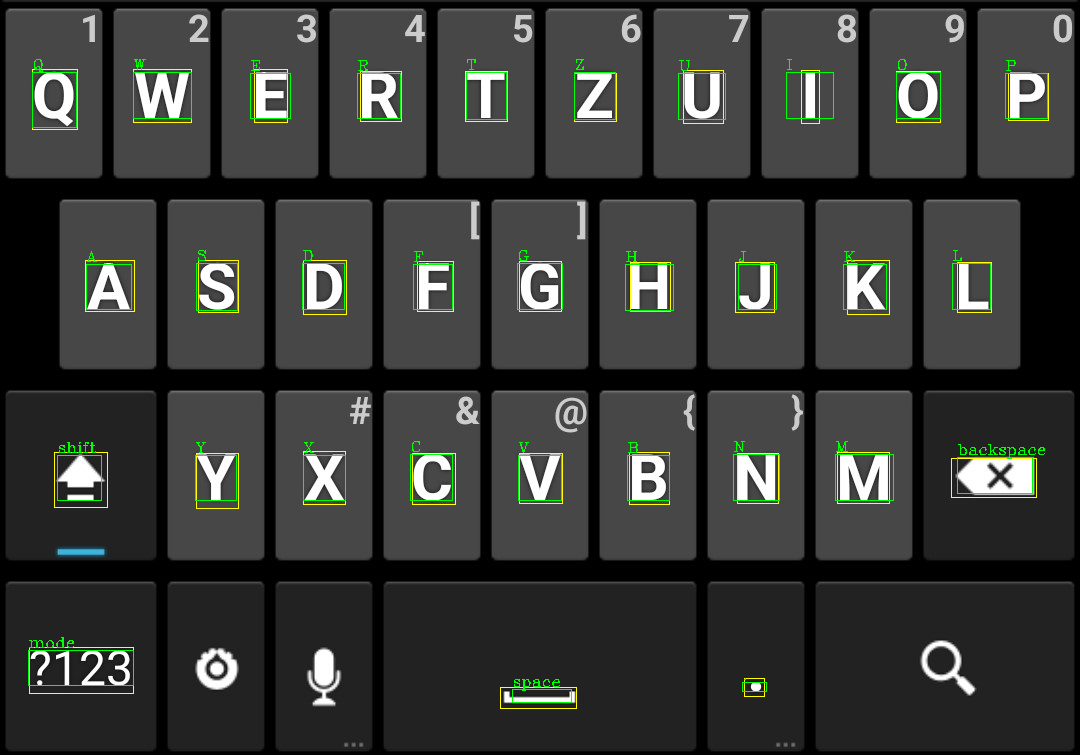 1 2 3 4 5 6 7 8 9 0
Q W E R T Z U I O P
Q W E R T Z U I O P
[ ]
A S D F G H J K L
A S D F G H J K L
# & @ { }
shift Y X C V B N M backspace
Y X C V B N M
mode
?123
space
.
... ...